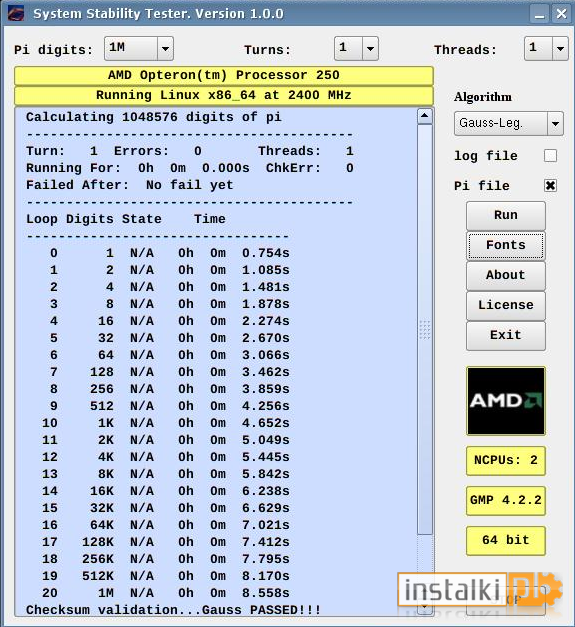 System Stability Tester. Version 1.0.0
Pi digits: 1M Turns: 1 Threads: 1
AMD Opteron(tm) Processor 250
Running Linux x86_64 at 2400 MHz
Calculating 1048576 digits of pi
-----------------------------------------
Turn: 1 Errors: 0 Threads: 1
Running For: 0h 0m 0.000s ChkErr: 0
Failed After: No fail yet
-----------------------------------------
Loop Digits State Time
---------------------------------
0 1 N/A 0h 0m 0.754s
1 2 N/A 0h 0m 1.085s
2 4 N/A 0h 0m 1.481s
3 8 N/A 0h 0m 1.878s
4 16 N/A 0h 0m 2.274s
5 32 N/A 0h 0m 2.670s
6 64 N/A 0h 0m 3.066s
7 128 N/A 0h 0m 3.462s
8 256 N/A 0h 0m 3.859s
9 512 N/A 0h 0m 4.256s
10 1K N/A 0h 0m 4.652s
11 2K N/A 0h 0m 5.049s
12 4K N/A 0h 0m 5.445s
13 8K N/A 0h 0m 5.842s
14 16K N/A 0h 0m 6.238s
15 32K N/A 0h 0m 6.629s
16 64K N/A 0h 0m 7.021s
17 128K N/A 0h 0m 7.412s
18 256K N/A 0h 0m 7.795s
19 512K N/A 0h 0m 8.170s
20 1M N/A 0h 0m 8.558s
Checksum validation...Gauss PASSED!!!
Algorithm
Gauss-Leg.
log file
Pi file
Run
Fonts
About
License
Exit
AMD
NCPUs: 2
GMP 4.2.2
64 bit
instalki